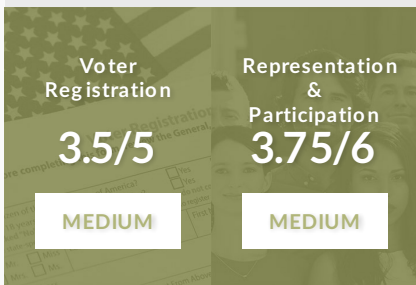 Voter
Registration
3.5/5
MEDIUM
Representation
&
Participation
3.75/6
MEDIUM